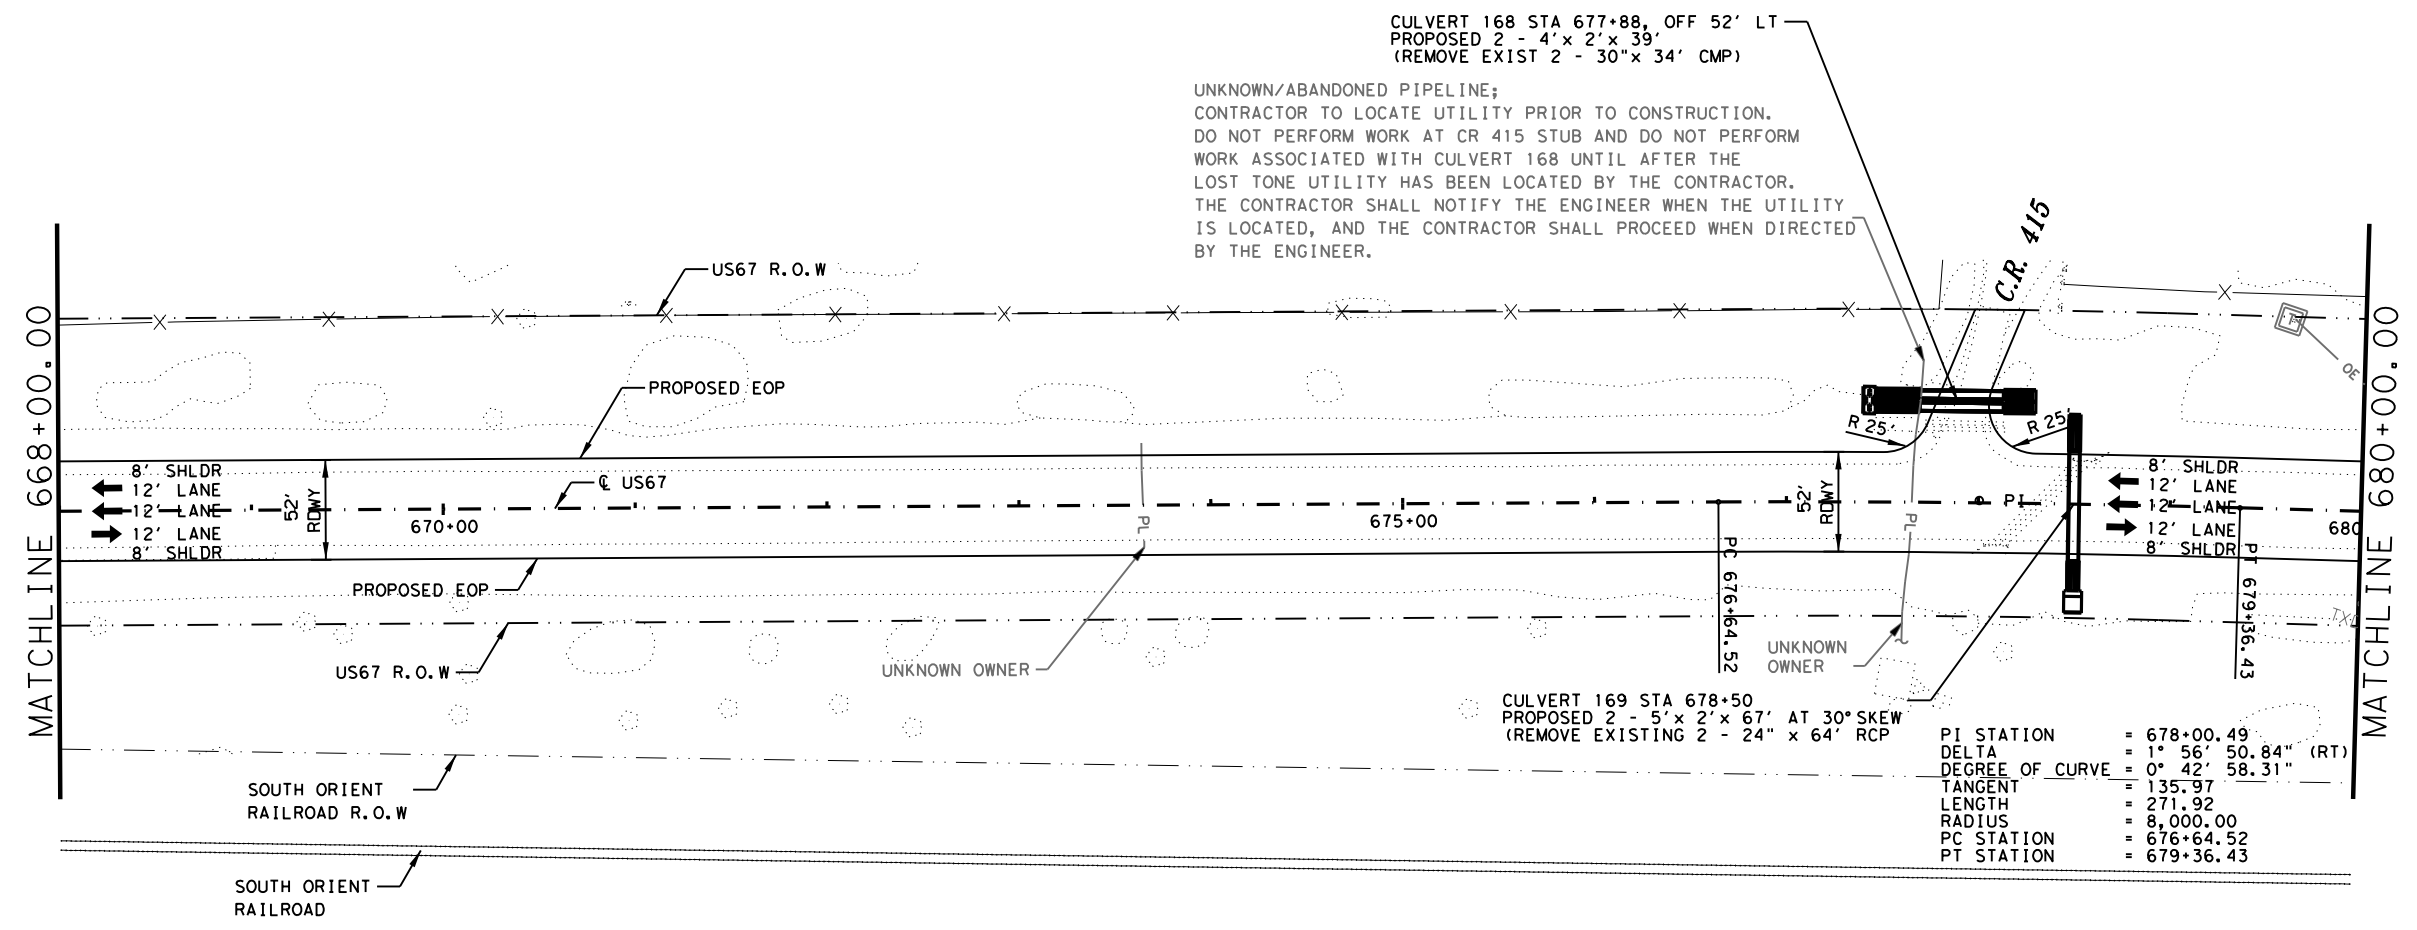 CULVERT 168 STA 677+88, OFF 52' LT
PROPOSED 2 - 4'x 2'x 39'
(REMOVE EXIST 2 - 30"x 34' CMP)
UNKNOWN/ABANDONED PIPELINE;
CONTRACTOR TO LOCATE UTILITY PRIOR TO CONSTRUCTION.
DO NOT PERFORM WORK AT CR 415 STUB AND DO NOT PERFORM
WORK ASSOCIATED WITH CULVERT 168 UNTIL AFTER THE
LOST TONE UTILITY HAS BEEN LOCATED BY THE CONTRACTOR.
THE CONTRACTOR SHALL NOTIFY THE ENGINEER WHEN THE UTILITY
IS LOCATED, AND THE CONTRACTOR SHALL PROCEED WHEN DIRECTED
BY THE ENGINEER.
C.R. 415
US67 R.O.W
MATCHLINE 668+00.00
MATCHLINE 680+00.00
OE
PROPOSED EOP
R 25'
R 25'
8' SHLDR
12' LANE
12' LANE
12' LANE
8' SHLDR
52'
RDWY
℄ US67
670+00
675+00
PL
52'
RDWY
PL
PI
8' SHLDR
12' LANE
12' LANE
12' LANE
8' SHLDR
680
PC 676+64.52
PT 679+36.43
PROPOSED EOP
US67 R.O.W
UNKNOWN OWNER
UNKNOWN
OWNER
CULVERT 169 STA 678+50
PROPOSED 2 - 5'x 2'x 67' AT 30° SKEW
(REMOVE EXISTING 2 - 24" x 64' RCP
PI STATION = 678+00.49
DELTA = 1° 56' 50.84" (RT)
DEGREE OF CURVE = 0° 42' 58.31"
TANGENT = 135.97
LENGTH = 271.92
RADIUS = 8,000.00
PC STATION = 676+64.52
PT STATION = 679+36.43
SOUTH ORIENT
RAILROAD R.O.W
SOUTH ORIENT
RAILROAD